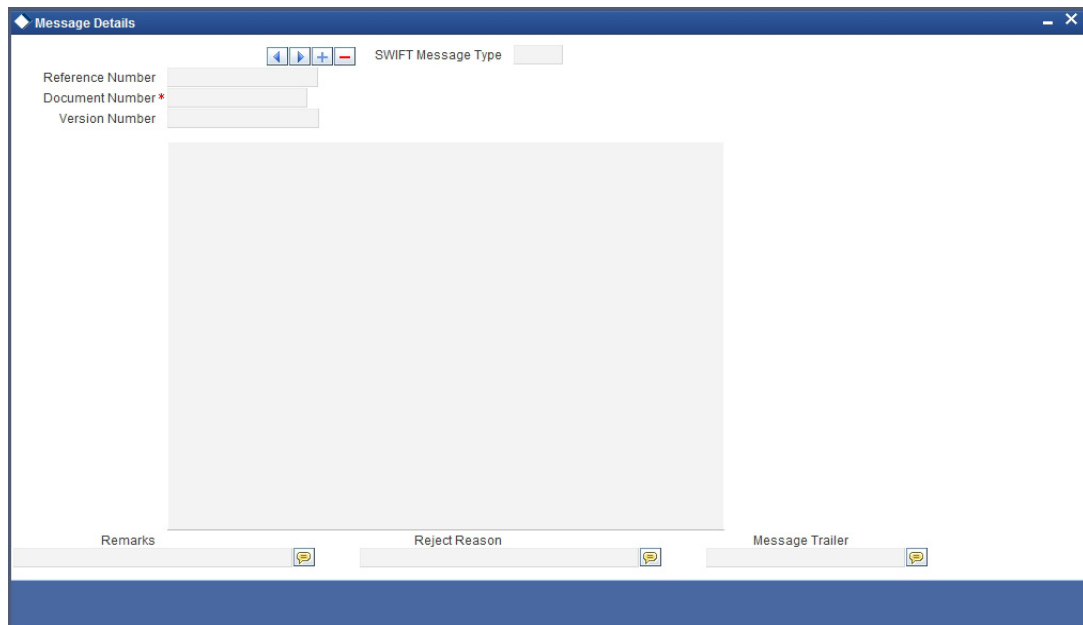 Message Details
SWIFT Message Type
Reference Number
Document Number *
Version Number
Remarks Reject Reason Message Trailer